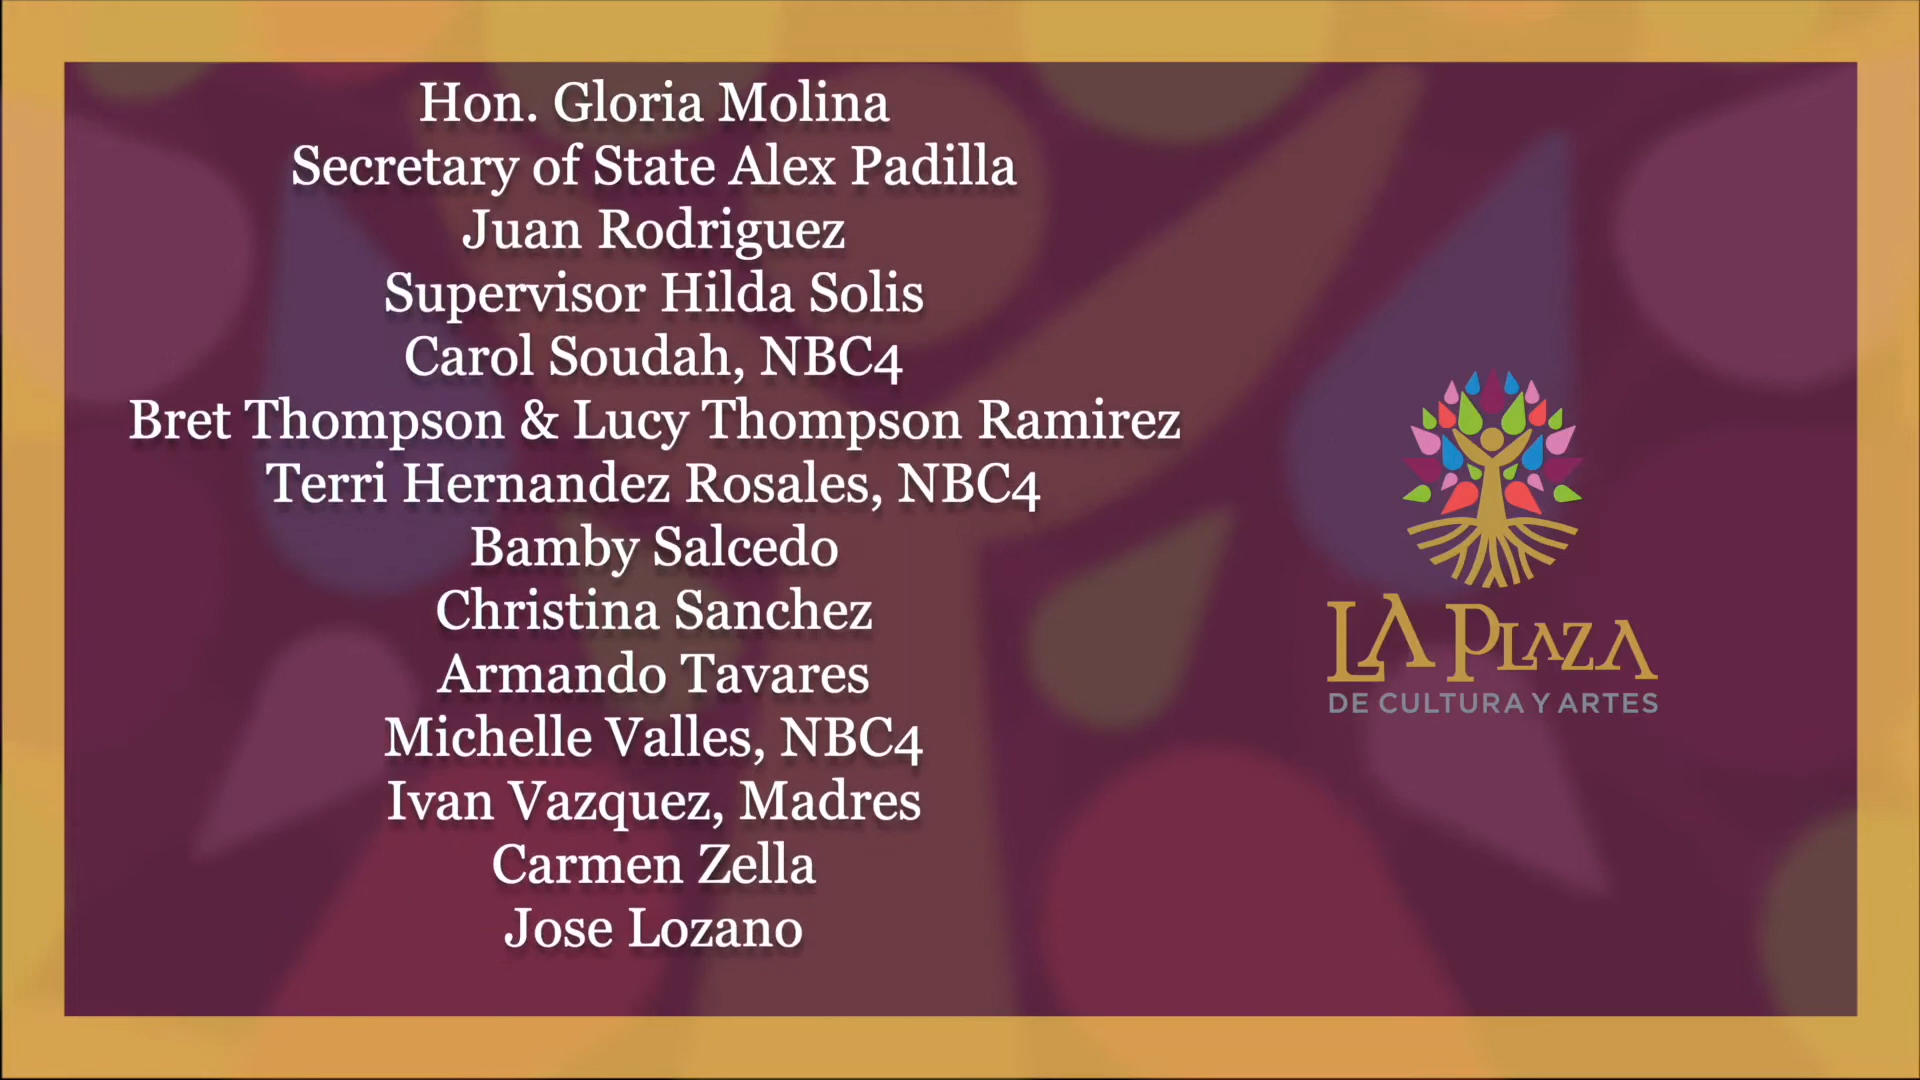 Hon. Gloria Molina
Secretary of State Alex Padilla
Juan Rodriguez
Supervisor Hilda Solis
Carol Soudah, NBC4
Bret Thompson & Lucy Thompson Ramirez
Terri Hernandez Rosales, NBC4
Bamby Salcedo
Christina Sanchez
Armando Tavares
Michelle Valles, NBC4
Ivan Vazquez, Madres
Carmen Zella
Jose Lozano
LA PLAZA
DE CULTURA Y ARTES